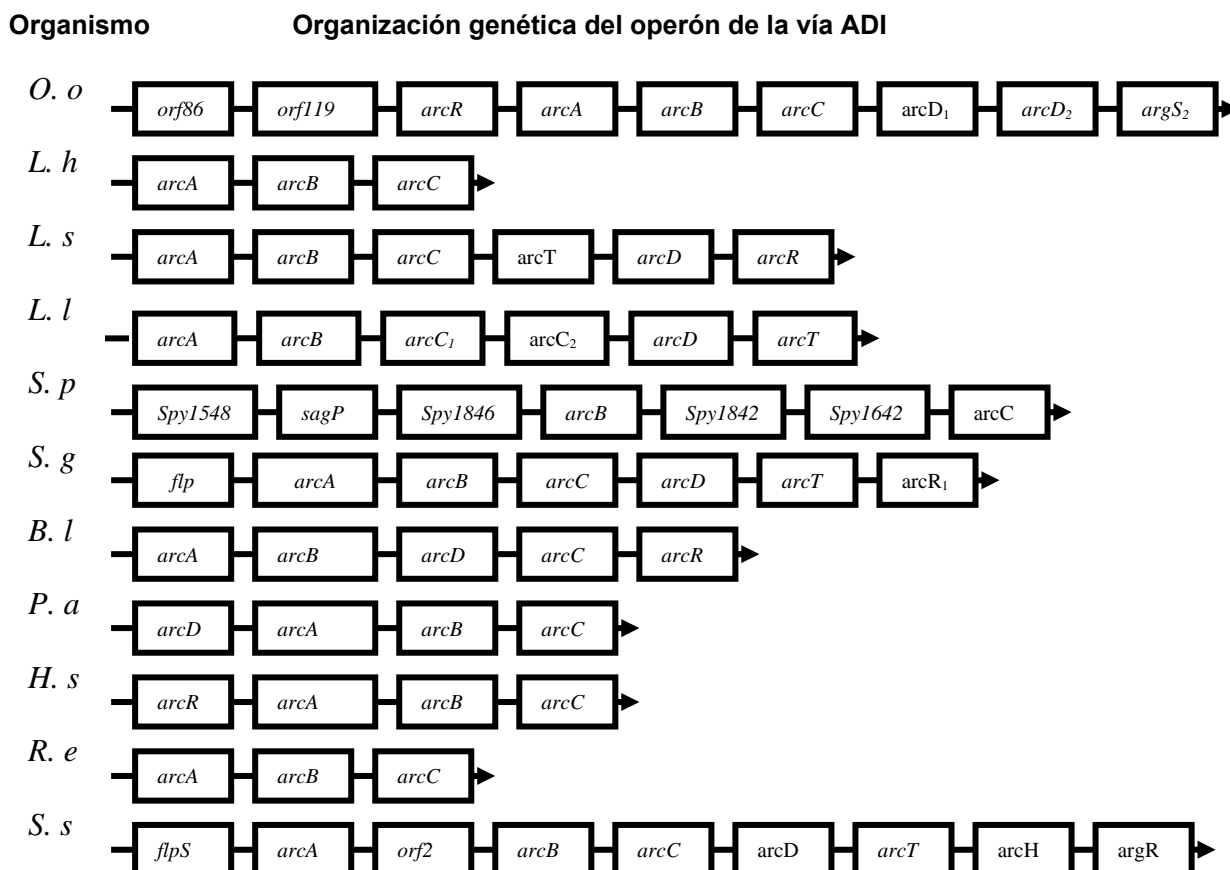 Organismo Organización genética del operón de la vía ADI
O. o orf86 orf119 arcR arcA arcB arcC arcD₁ arcD₂ argS₂
L. h arcA arcB arcC
L. s arcA arcB arcC arcT arcD arcR
L. l arcA arcB arcC₁ arcC₂ arcD arcT
S. p Spy1548 sagP Spy1846 arcB Spy1842 Spy1642 arcC
S. g flp arcA arcB arcC arcD arcT arcR₁
B. l arcA arcB arcD arcC arcR
P. a arcD arcA arcB arcC
H. s arcR arcA arcB arcC
R. e arcA arcB arcC
S. s flpS arcA orf2 arcB arcC arcD arcT arcH argR